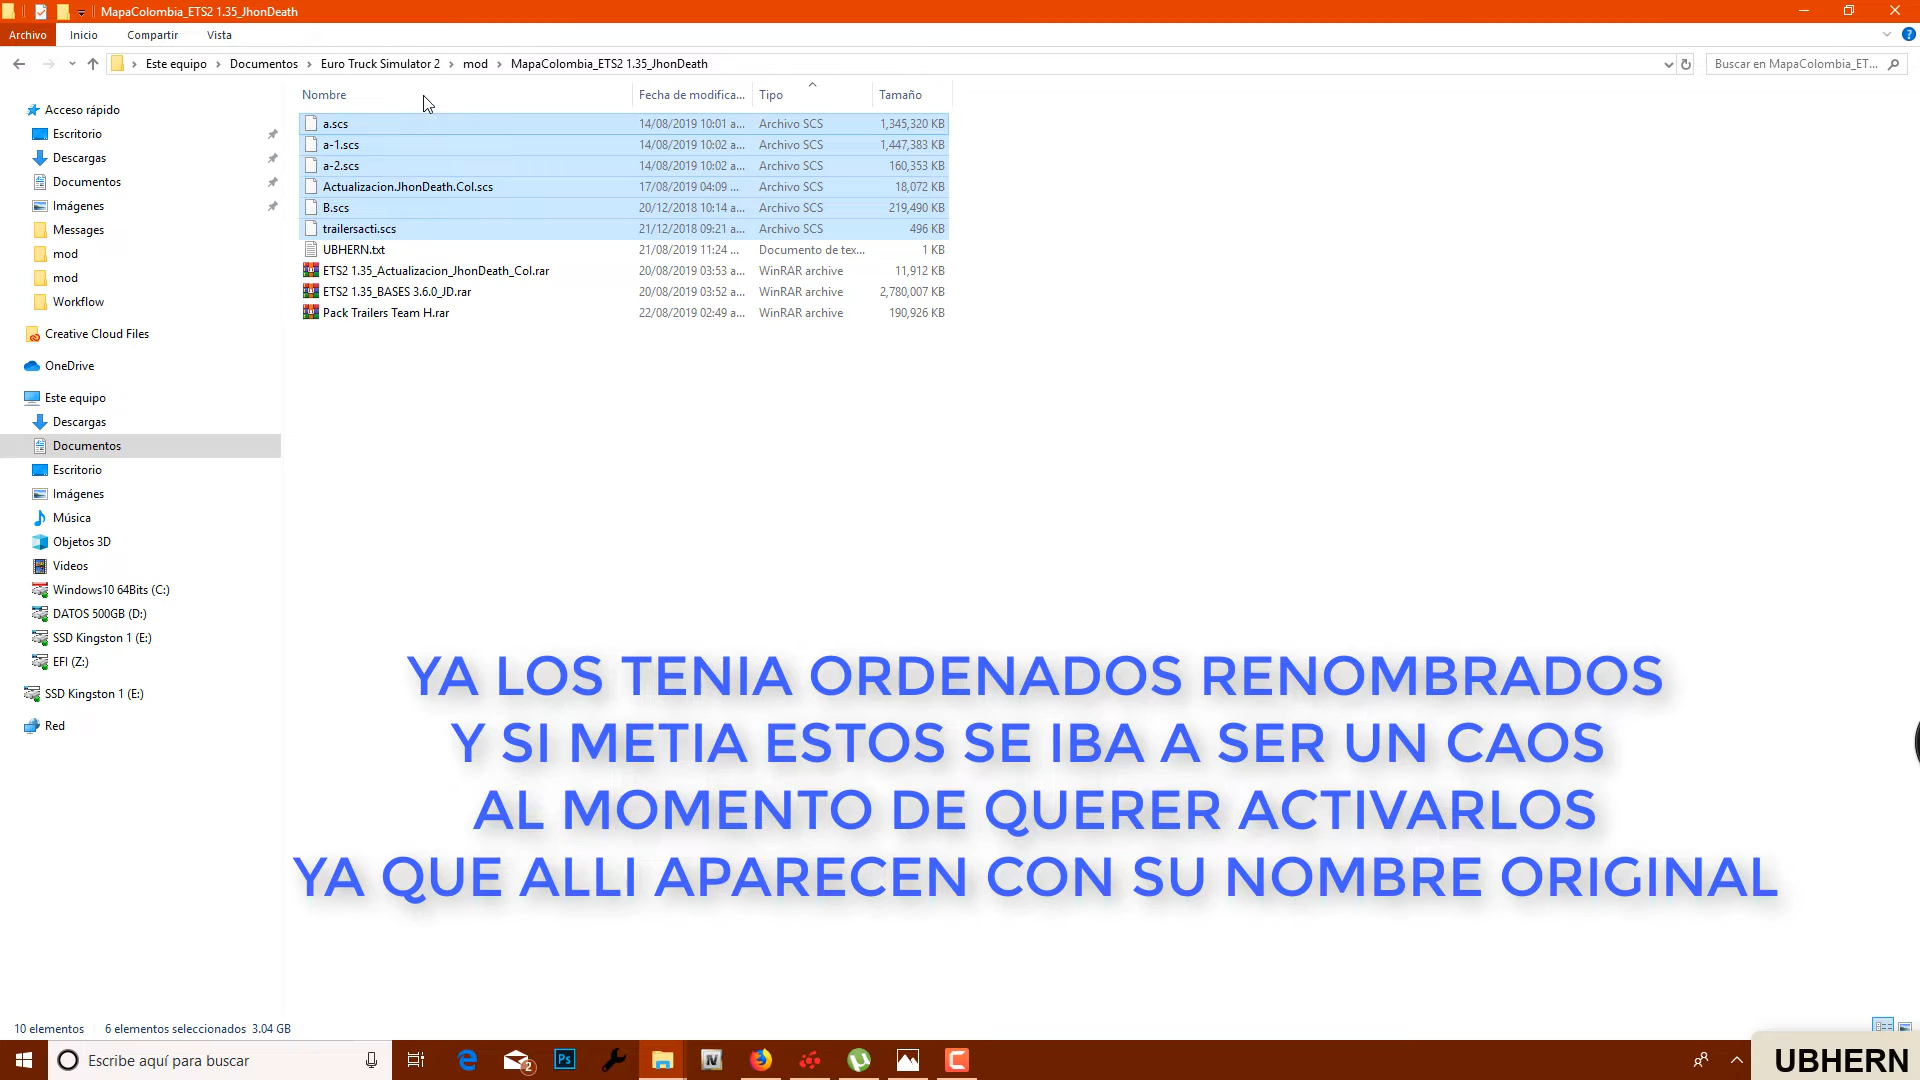 MapaColombia_ETS2 1.35_JhonDeath
Archivo Inicio Compartir Vista
Este equipo Documentos Euro Truck Simulator 2 mod MapaColombia_ETS2 1.35_JhonDeath
Buscar en MapaColombia_ET...
Nombre Fecha de modifica... Tipo Tamaño
a.scs 14/08/2019 10:01 a... Archivo SCS 1,345,320 KB
a-1.scs 14/08/2019 10:02 a... Archivo SCS 1,447,383 KB
a-2.scs 14/08/2019 10:02 a... Archivo SCS 160,353 KB
Actualizacion.JhonDeath.Col.scs 17/08/2019 04:09 ... Archivo SCS 18,072 KB
B.scs 20/12/2018 10:14 a... Archivo SCS 219,490 KB
trailersacti.scs 21/12/2018 09:21 a... Archivo SCS 496 KB
UBHERN.txt 21/08/2019 11:24 ... Documento de tex... 1 KB
ETS2 1.35_Actualizacion_JhonDeath_Col.rar 20/08/2019 03:53 a... WinRAR archive 11,912 KB
ETS2 1.35_BASES 3.6.0_JD.rar 20/08/2019 03:52 a... WinRAR archive 2,780,007 KB
Pack Trailers Team H.rar 22/08/2019 02:49 a... WinRAR archive 190,926 KB
Acceso rápido
Escritorio
Descargas
Documentos
Imágenes
Messages
mod
mod
Workflow
Creative Cloud Files
OneDrive
Este equipo
Descargas
Documentos
Escritorio
Imágenes
Música
Objetos 3D
Videos
Windows10 64Bits (C:)
DATOS 500GB (D:)
SSD Kingston 1 (E:)
EFI (Z:)
SSD Kingston 1 (E:)
Red
YA LOS TENIA ORDENADOS RENOMBRADOS
Y SI METIA ESTOS SE IBA A SER UN CAOS
AL MOMENTO DE QUERER ACTIVARLOS
YA QUE ALLI APARECEN CON SU NOMBRE ORIGINAL
10 elementos 6 elementos seleccionados 3.04 GB
Escribe aquí para buscar
2
Ps
IV
UBHERN